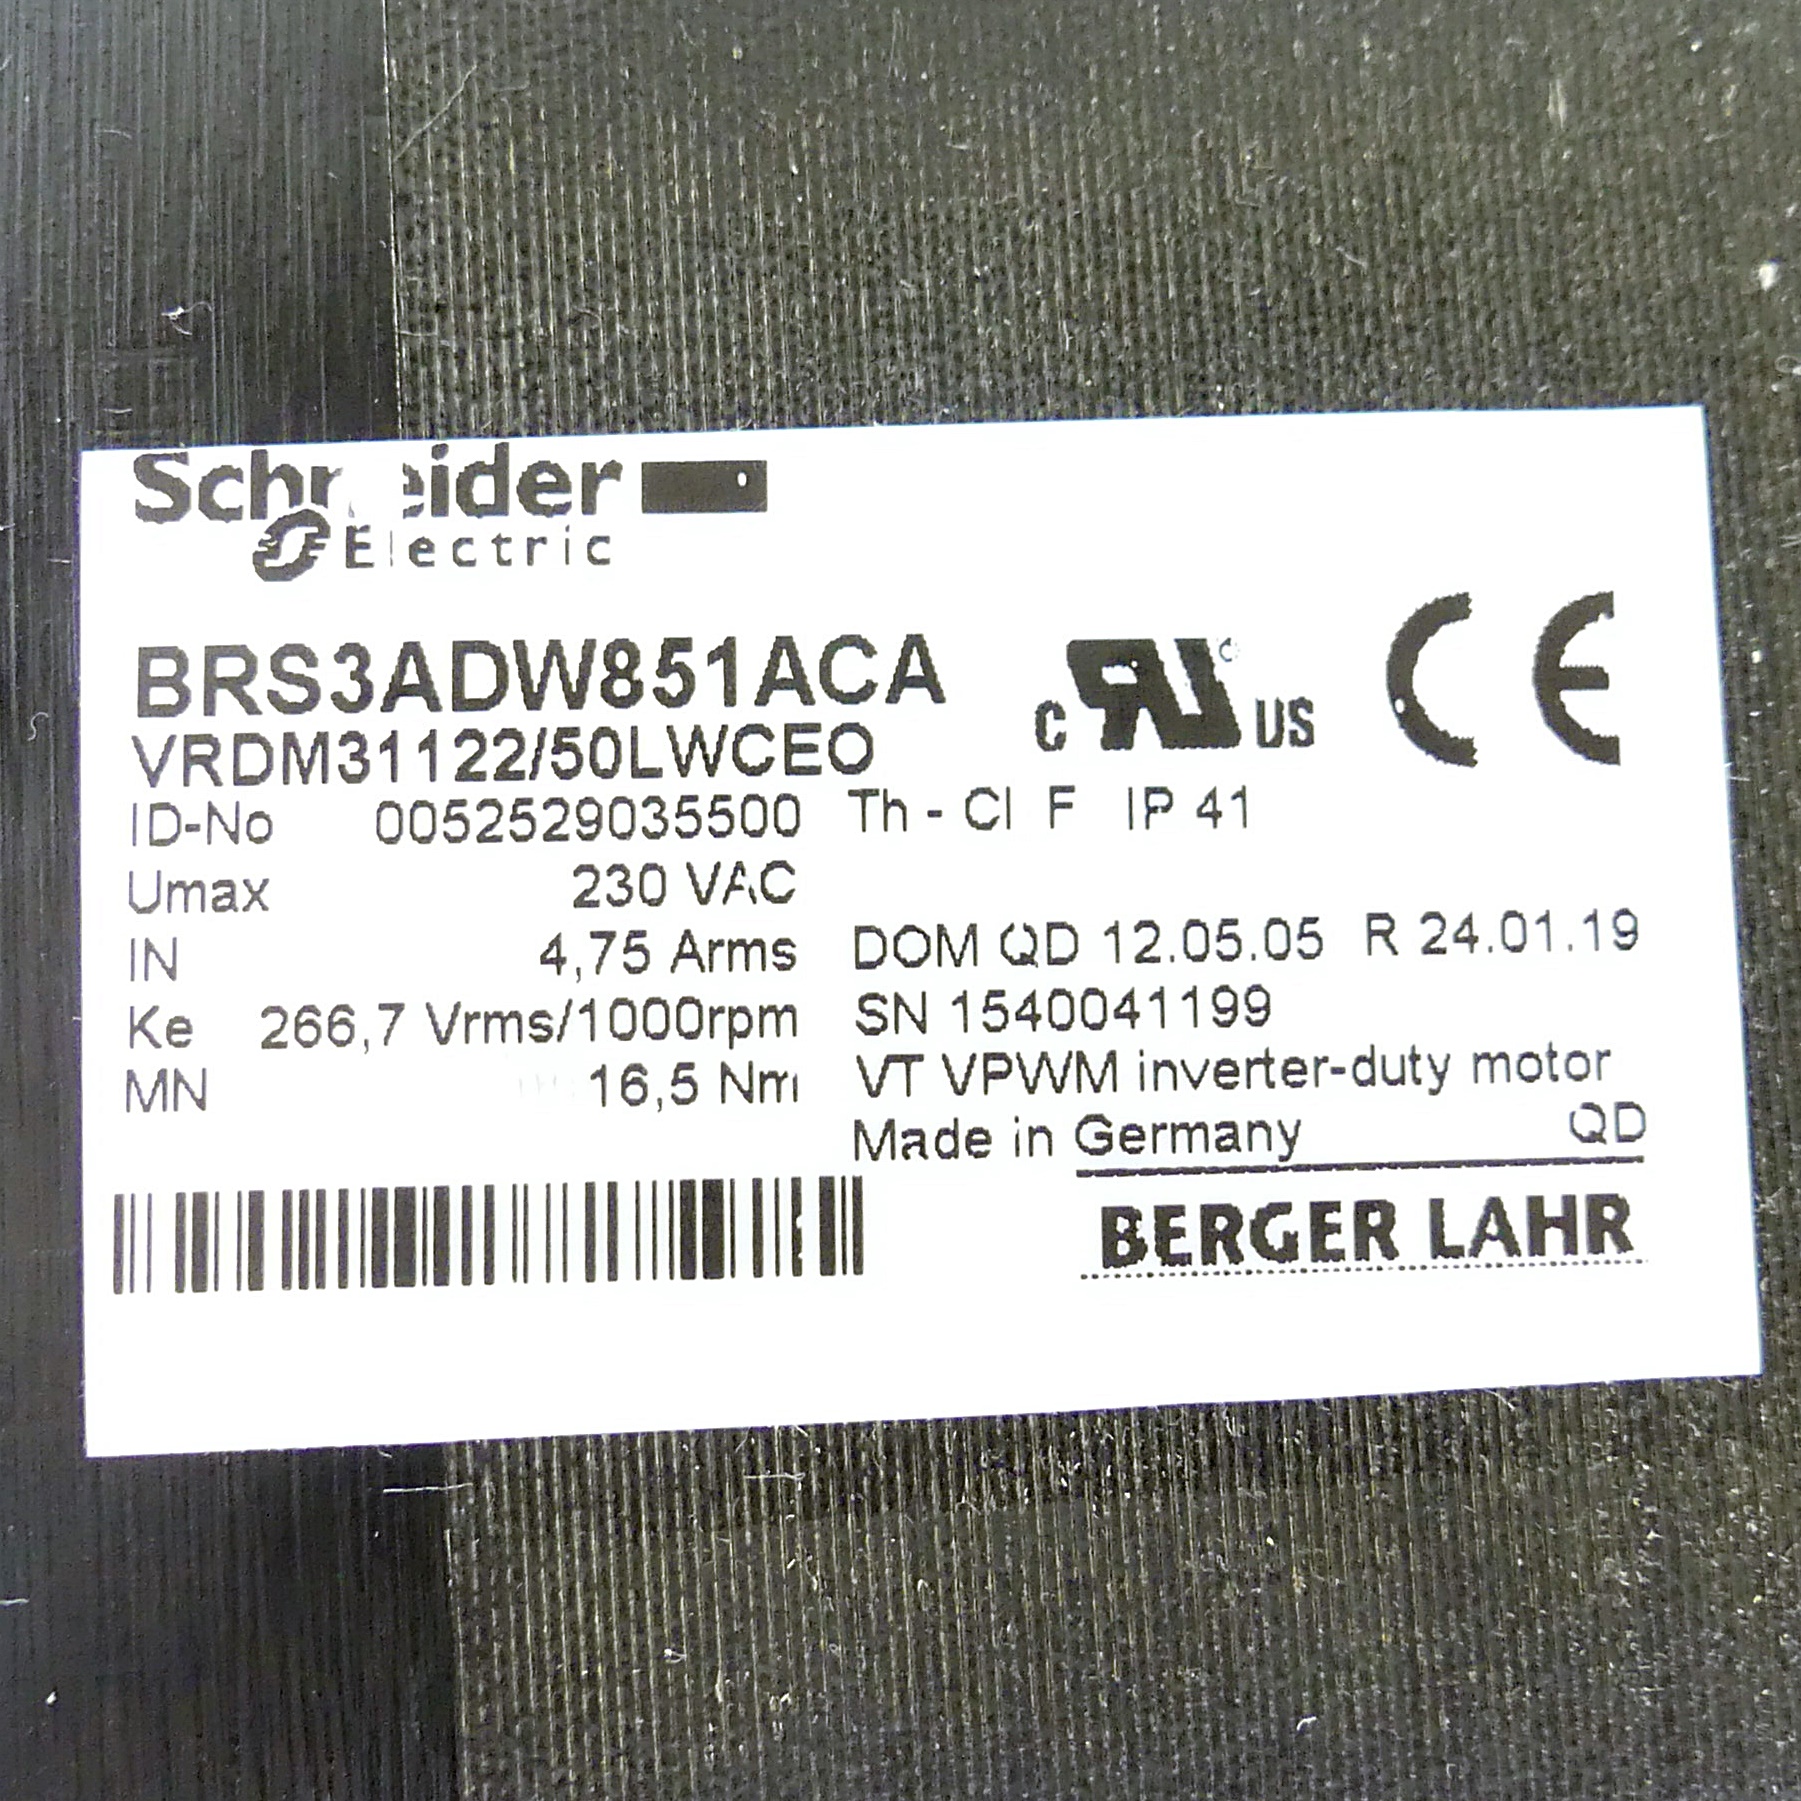 Schneider
Electric
BRS3ADW851ACA
VRDM31122/50LWCEO
c RU US CE
ID-No 0052529035500 Th - Cl F IP 41
Umax 230 VAC
IN 4,75 Arms DOM QD 12.05.05 R 24.01.19
Ke 266,7 Vrms/1000rpm SN 1540041199
MN 16,5 Nm VT VPWM inverter-duty motor
Made in Germany QD
BERGER LAHR